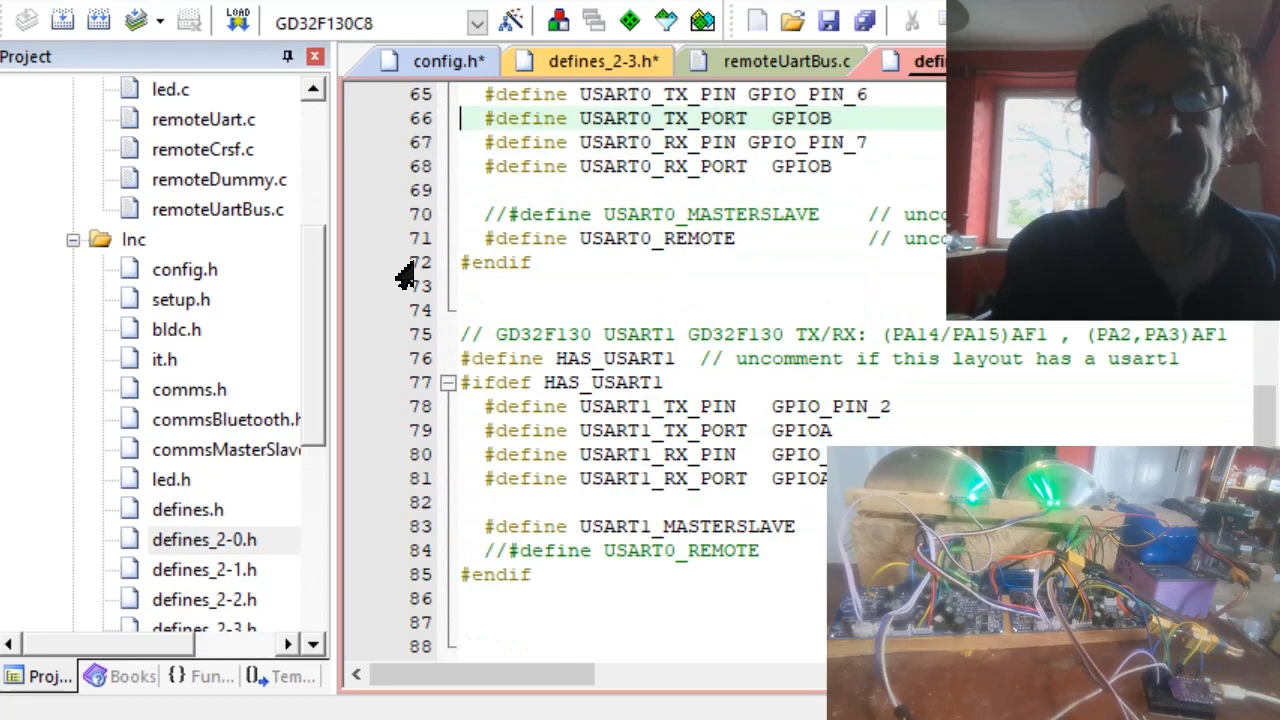 LOAD
GD32F130C8
Project
led.c
remoteUart.c
remoteCrsf.c
remoteDummy.c
remoteUartBus.c
Inc
config.h
setup.h
bldc.h
it.h
comms.h
commsBluetooth.h
commsMasterSlave
led.h
defines.h
defines_2-0.h
defines_2-1.h
defines_2-2.h
defines_2-3.h
Proj...
Books
{} Fun...
Tem...
config.h*
defines_2-3.h*
remoteUartBus.c
defi
65 #define USART0_TX_PIN GPIO_PIN_6
66 #define USART0_TX_PORT GPIOB
67 #define USART0_RX_PIN GPIO_PIN_7
68 #define USART0_RX_PORT GPIOB
69
70 //#define USART0_MASTERSLAVE // unco
71 #define USART0_REMOTE // unco
72 #endif
73
74
75 // GD32F130 USART1 GD32F130 TX/RX: (PA14/PA15)AF1 , (PA2,PA3)AF1
76 #define HAS_USART1 // uncomment if this layout has a usart1
77 #ifdef HAS_USART1
78 #define USART1_TX_PIN GPIO_PIN_2
79 #define USART1_TX_PORT GPIOA
80 #define USART1_RX_PIN GPIO_
81 #define USART1_RX_PORT GPIOA
82
83 #define USART1_MASTERSLAVE
84 //#define USART0_REMOTE
85 #endif
86
87
88